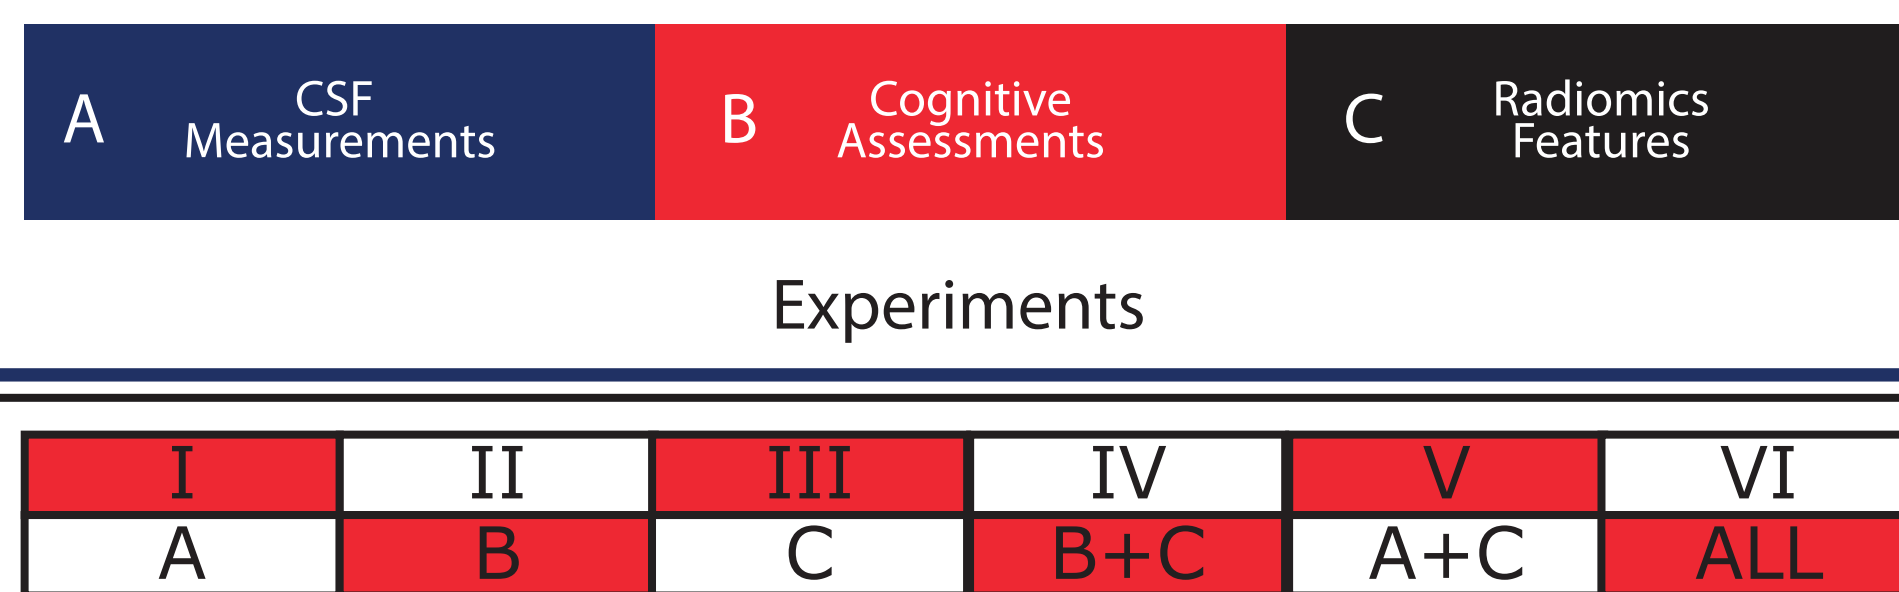 A
CSF
Measurements
B
Cognitive
Assessments
C
Radiomics
Features
Experiments
I II III IV V VI
A B C B+C A+C ALL